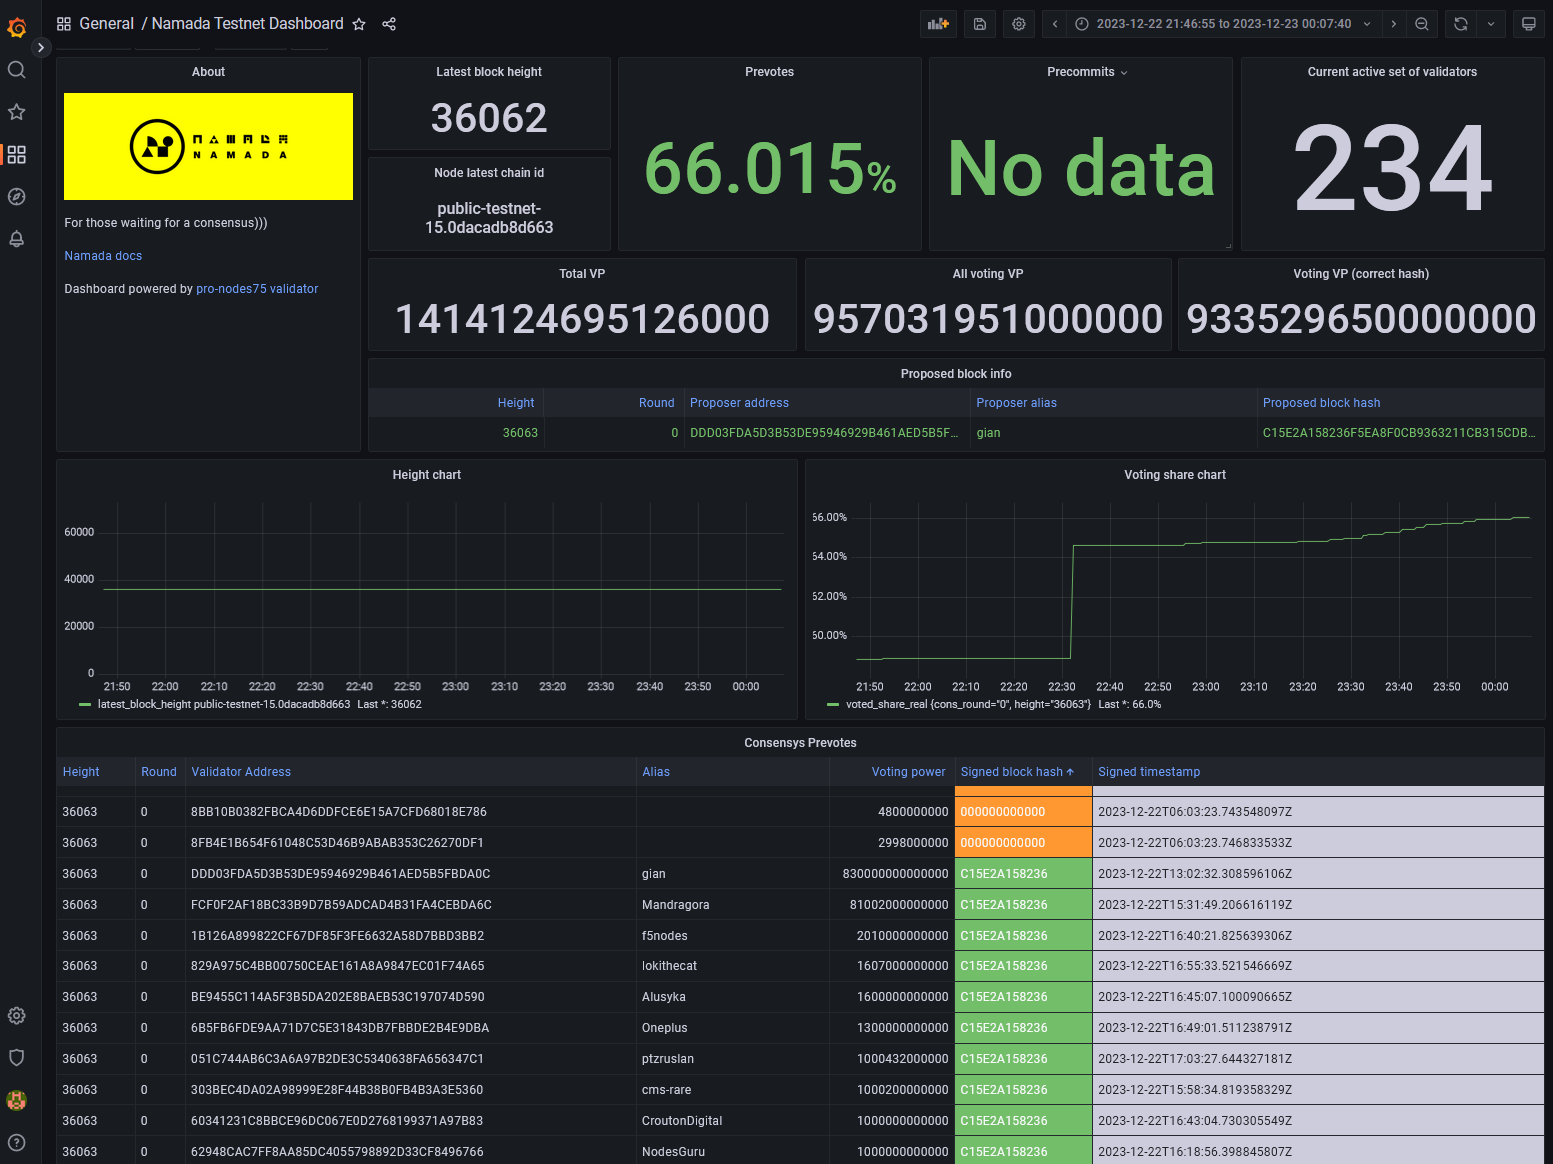 General / Namada Testnet Dashboard
2023-12-22 21:46:55 to 2023-12-23 00:07:40
About
NAMADA
For those waiting for a consensus)))
Namada docs
Dashboard powered by pro-nodes75 validator
Latest block height
36062
Node latest chain id
public-testnet-
15.0dacadb8d663
Prevotes
66.015%
Precommits
No data
Current active set of validators
234
Total VP
1414124695126000
All voting VP
957031951000000
Voting VP (correct hash)
933529650000000
Proposed block info
Height Round Proposer address Proposer alias Proposed block hash
36063 0 DDD03FDA5D3B53DE95946929B461AED5B5F... gian C15E2A158236F5EA8F0CB9363211CB315CDB...
Height chart
60000
40000
20000
0
21:50 22:00 22:10 22:20 22:30 22:40 22:50 23:00 23:10 23:20 23:30 23:40 23:50 00:00
latest_block_height public-testnet-15.0dacadb8d663 Last *: 36062
Voting share chart
66.00%
64.00%
62.00%
60.00%
21:50 22:00 22:10 22:20 22:30 22:40 22:50 23:00 23:10 23:20 23:30 23:40 23:50 00:00
voted_share_real {cons_round="0", height="36063"} Last *: 66.0%
Consensys Prevotes
Height Round Validator Address Alias Voting power Signed block hash Signed timestamp
36063 0 8BB10B0382FBCA4D6DDFCE6E15A7CFD68018E786 4800000000 000000000000 2023-12-22T06:03:23.743548097Z
36063 0 8FB4E1B654F61048C53D46B9ABAB353C26270DF1 2998000000 000000000000 2023-12-22T06:03:23.746833533Z
36063 0 DDD03FDA5D3B53DE95946929B461AED5B5FBDA0C gian 830000000000000 C15E2A158236 2023-12-22T13:02:32.308596106Z
36063 0 FCF0F2AF18BC33B9D7B59ADCAD4B31FA4CEBDA6C Mandragora 81002000000000 C15E2A158236 2023-12-22T15:31:49.206616119Z
36063 0 1B126A899822CF67DF85F3FE6632A58D7BBD3BB2 f5nodes 2010000000000 C15E2A158236 2023-12-22T16:40:21.825639306Z
36063 0 829A975C4BB00750CEAE161A8A9847EC01F74A65 lokithecat 1607000000000 C15E2A158236 2023-12-22T16:55:33.521546669Z
36063 0 BE9455C114A5F3B5DA202E8BAEB53C197074D590 Alusyka 1600000000000 C15E2A158236 2023-12-22T16:45:07.100090665Z
36063 0 6B5FB6FDE9AA71D7C5E31843DB7FBBDE2B4E9DBA Oneplus 1300000000000 C15E2A158236 2023-12-22T16:49:01.511238791Z
36063 0 051C744AB6C3A6A97B2DE3C5340638FA656347C1 ptzruslan 1000432000000 C15E2A158236 2023-12-22T17:03:27.644327181Z
36063 0 303BEC4DA02A98999E28F44B38B0FB4B3A3E5360 cms-rare 1000200000000 C15E2A158236 2023-12-22T15:58:34.819358329Z
36063 0 60341231C8BBCE96DC067E0D2768199371A97B83 CroutonDigital 1000000000000 C15E2A158236 2023-12-22T16:43:04.730305549Z
36063 0 62948CAC7FF8AA85DC4055798892D33CF8496766 NodesGuru 1000000000000 C15E2A158236 2023-12-22T16:18:56.398845807Z